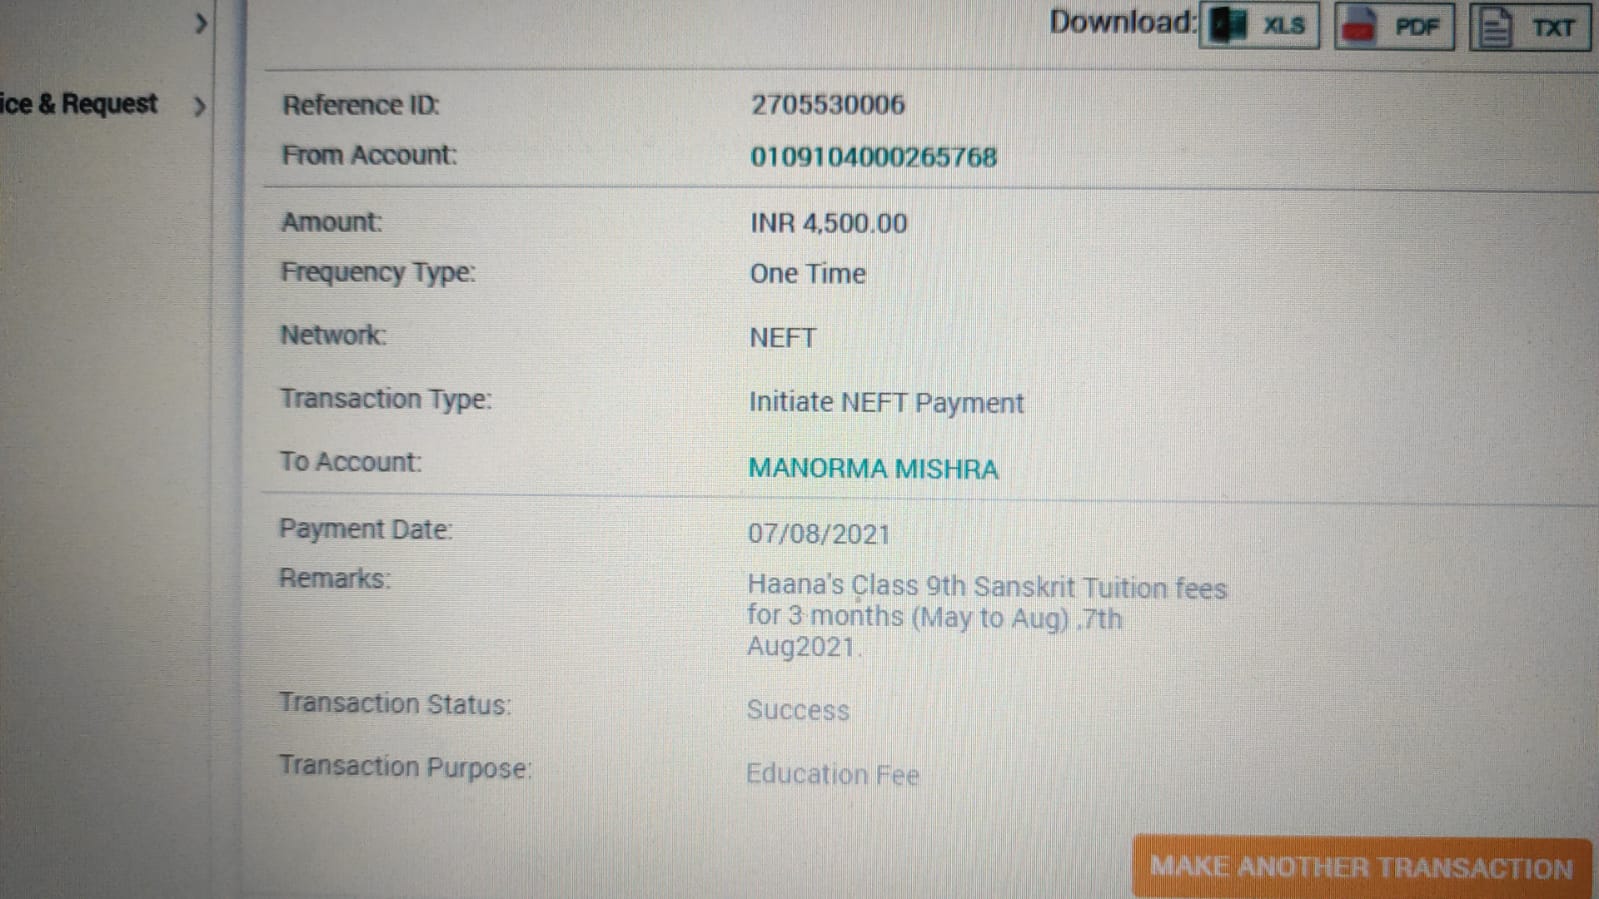 Download: XLS PDF TXT
ice & Request
Reference ID: 2705530006
From Account: 0109104000265768
Amount: INR 4,500.00
Frequency Type: One Time
Network: NEFT
Transaction Type: Initiate NEFT Payment
To Account: MANORMA MISHRA
Payment Date: 07/08/2021
Remarks: Haana's Class 9th Sanskrit Tuition fees
for 3 months (May to Aug) .7th
Aug2021.
Transaction Status: Success
Transaction Purpose: Education Fee
MAKE ANOTHER TRANSACTION